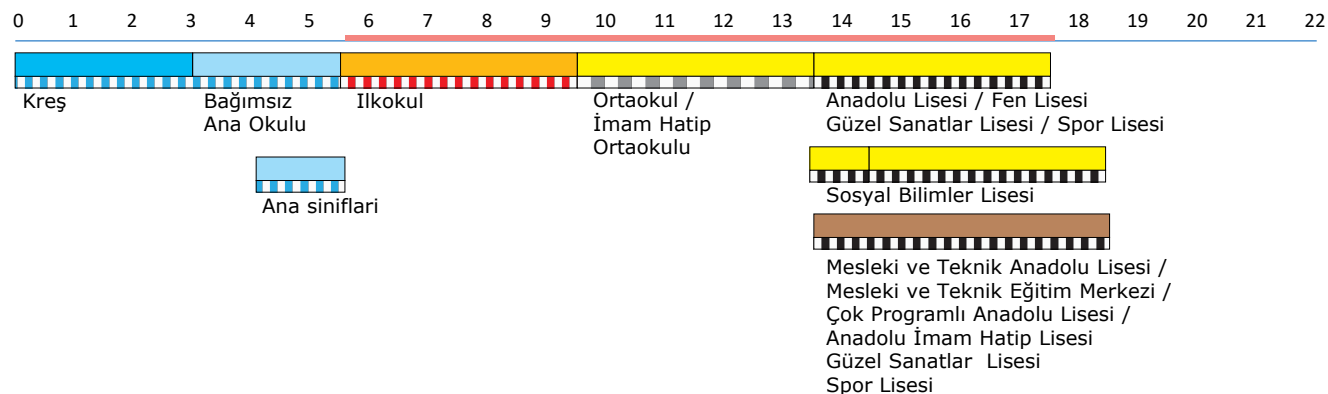 0 1 2 3 4 5 6 7 8 9 10 11 12 13 14 15 16 17 18 19 20 21 22
Kreş
Bağımsız
Ana Okulu
Ilkokul
Ortaokul /
İmam Hatip
Ortaokulu
Anadolu Lisesi / Fen Lisesi
Güzel Sanatlar Lisesi / Spor Lisesi
Ana siniflari
Sosyal Bilimler Lisesi
Mesleki ve Teknik Anadolu Lisesi /
Mesleki ve Teknik Eğitim Merkezi /
Çok Programlı Anadolu Lisesi /
Anadolu İmam Hatip Lisesi
Güzel Sanatlar Lisesi
Spor Lisesi